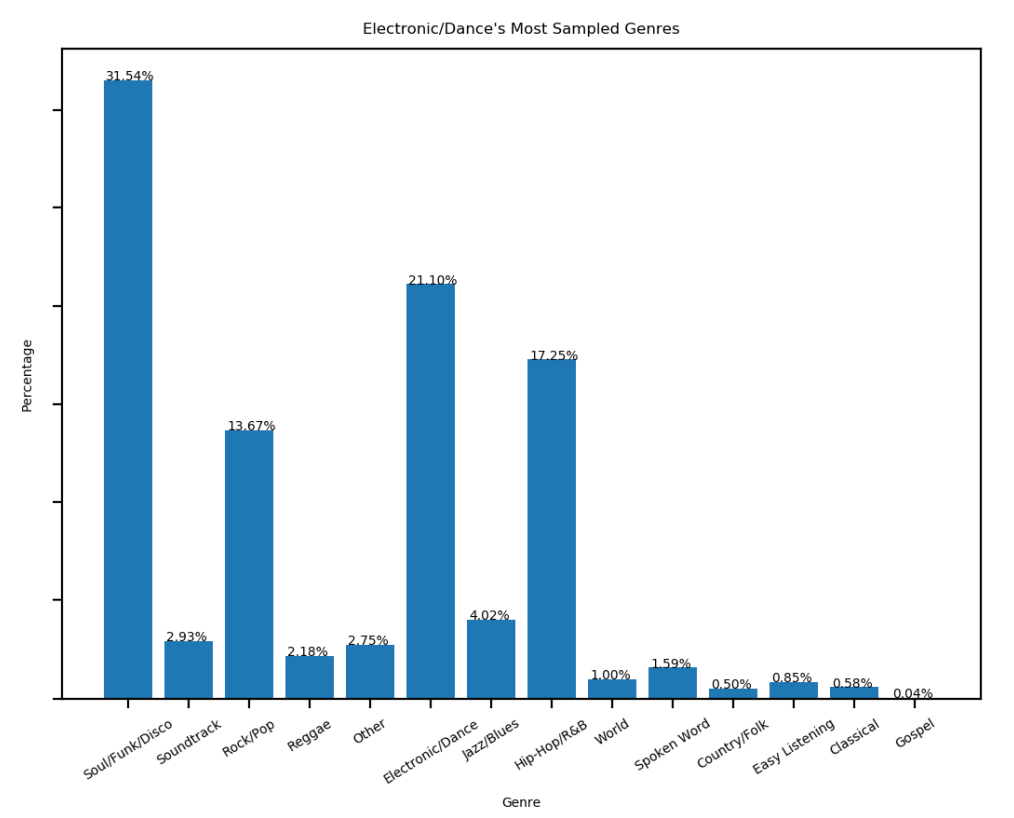 Electronic/Dance's Most Sampled Genres
31.54%
2.93%
13.67%
2.18%
2.75%
21.10%
4.02%
17.25%
1.00%
1.59%
0.50%
0.85%
0.58%
0.04%
Percentage
Soul/Funk/Disco
Soundtrack
Rock/Pop
Reggae
Other
Electronic/Dance
Jazz/Blues
Hip-Hop/R&B
World
Spoken Word
Country/Folk
Easy Listening
Classical
Gospel
Genre